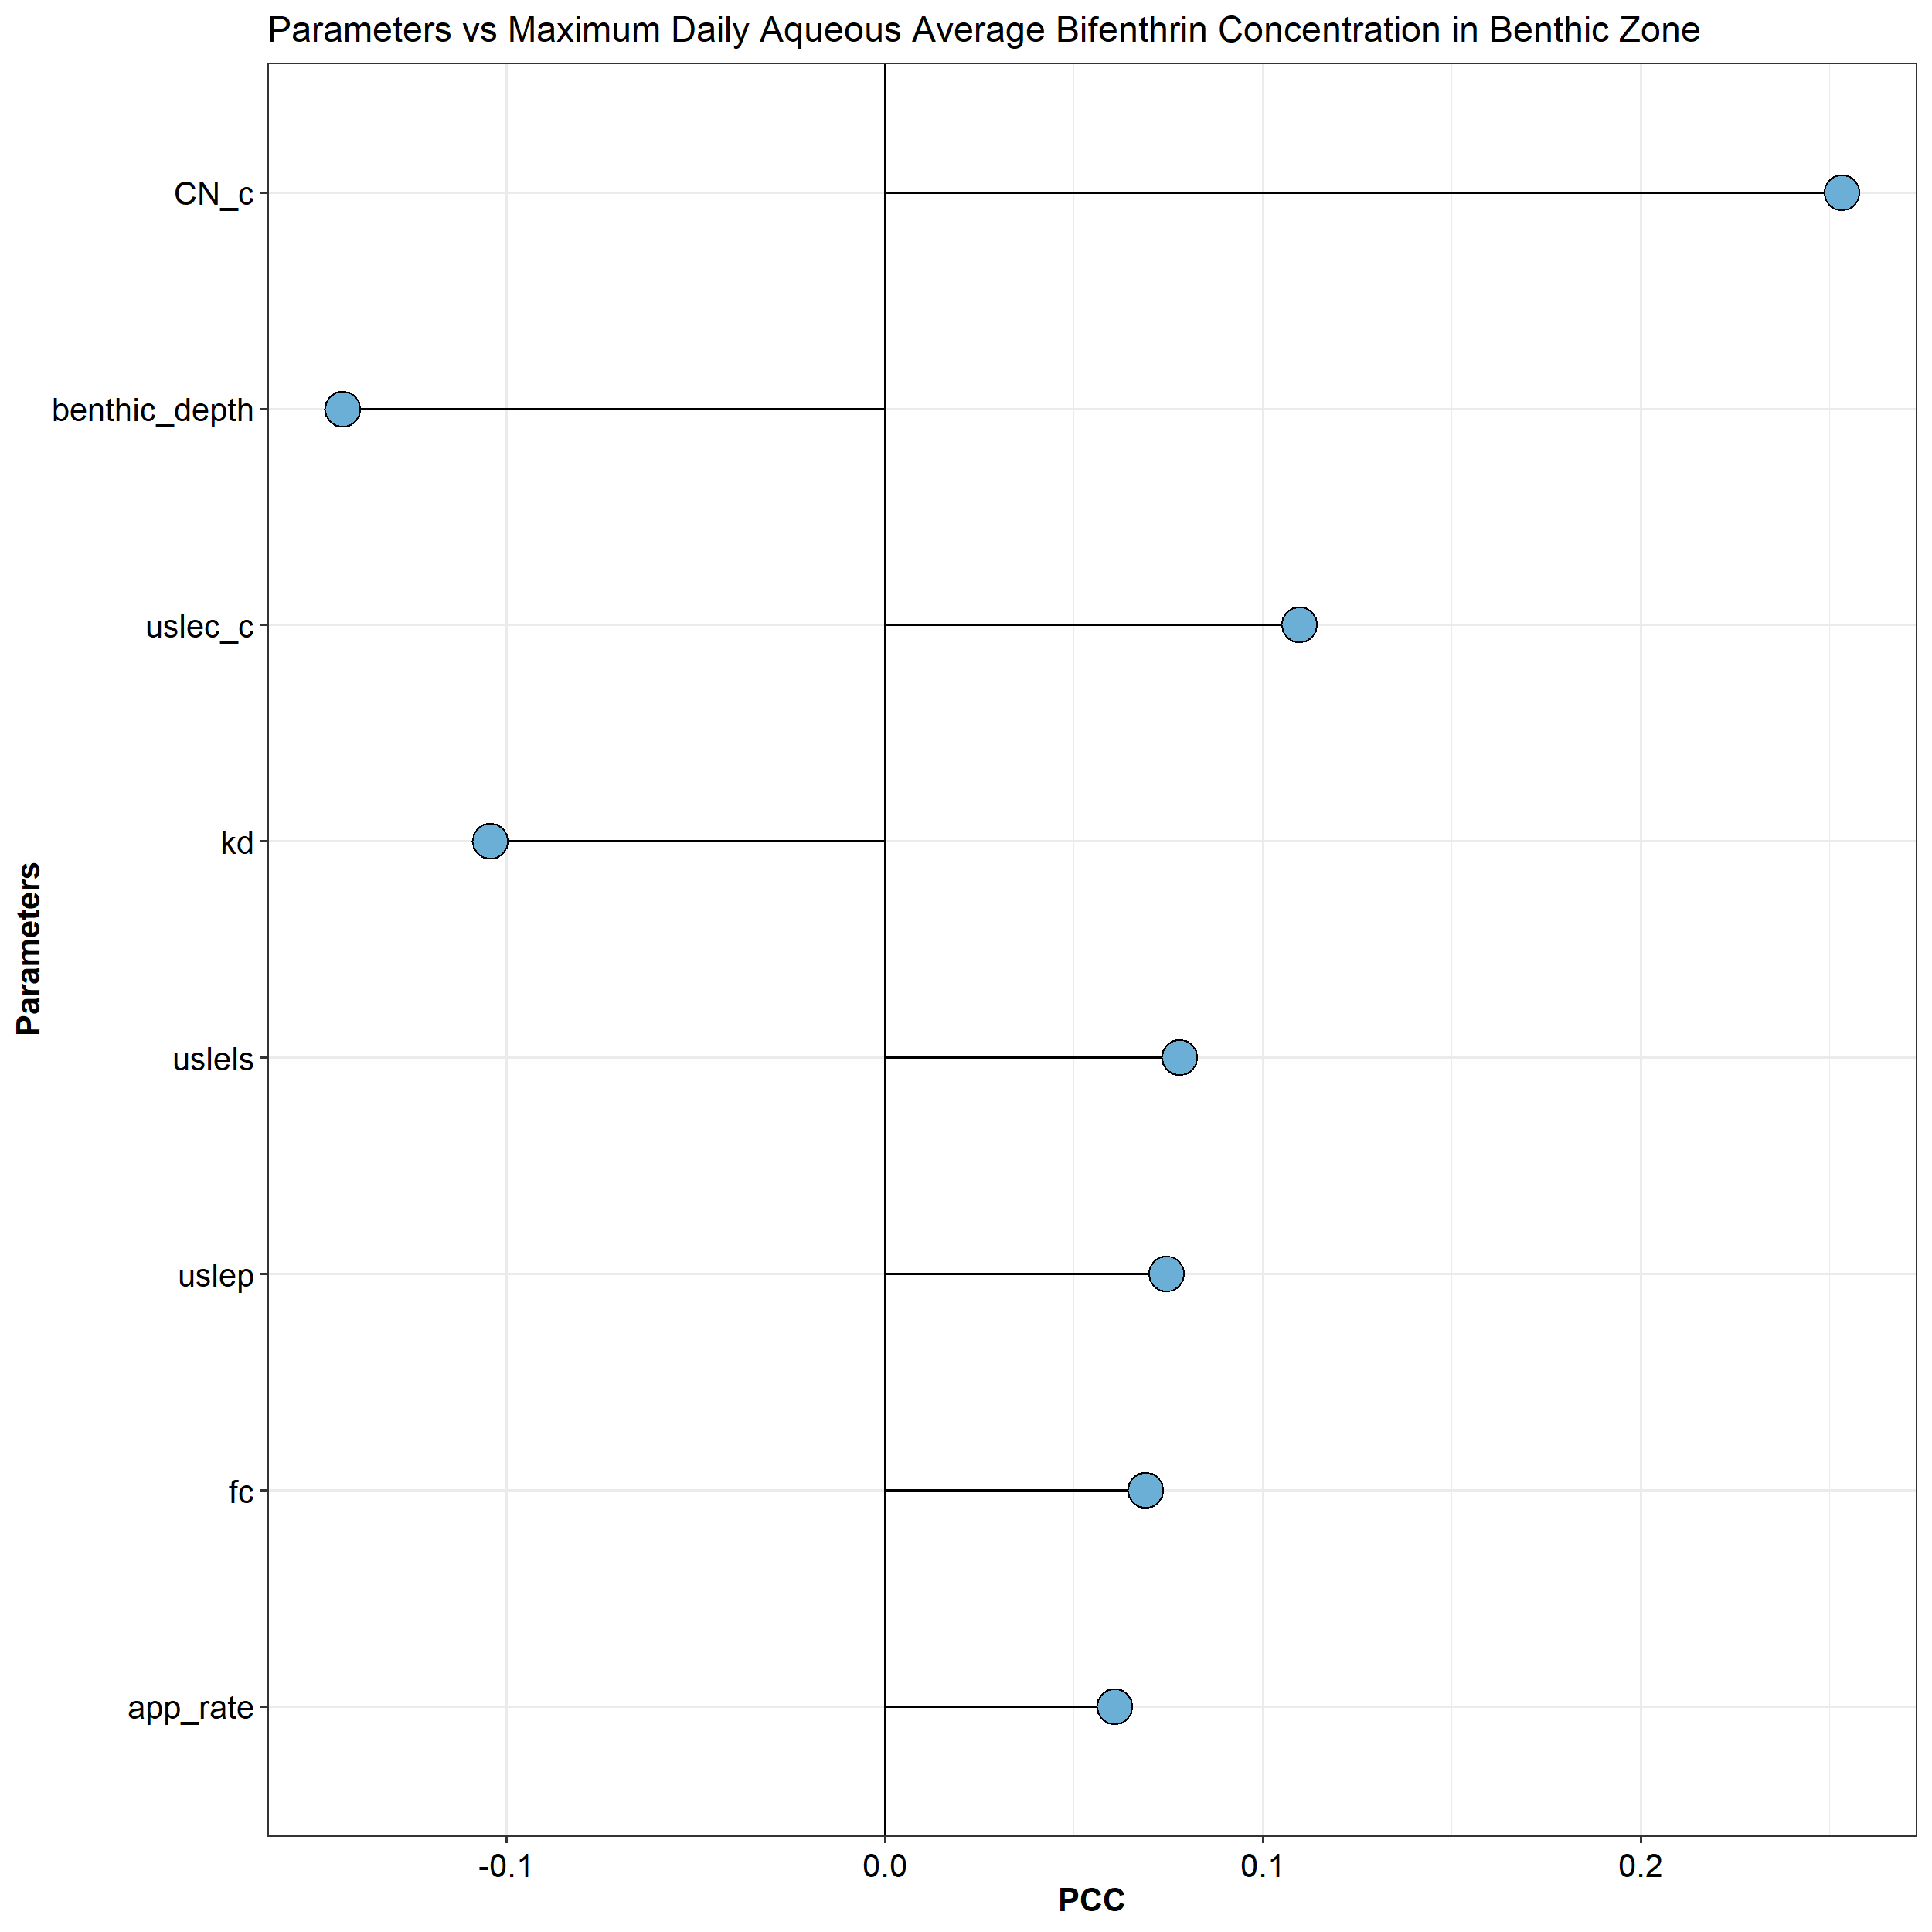 Parameters vs Maximum Daily Aqueous Average Bifenthrin Concentration in Benthic Zone
CN_c
benthic_depth
uslec_c
kd
uslels
uslep
fc
app_rate
Parameters
-0.1
0.0
0.1
0.2
PCC